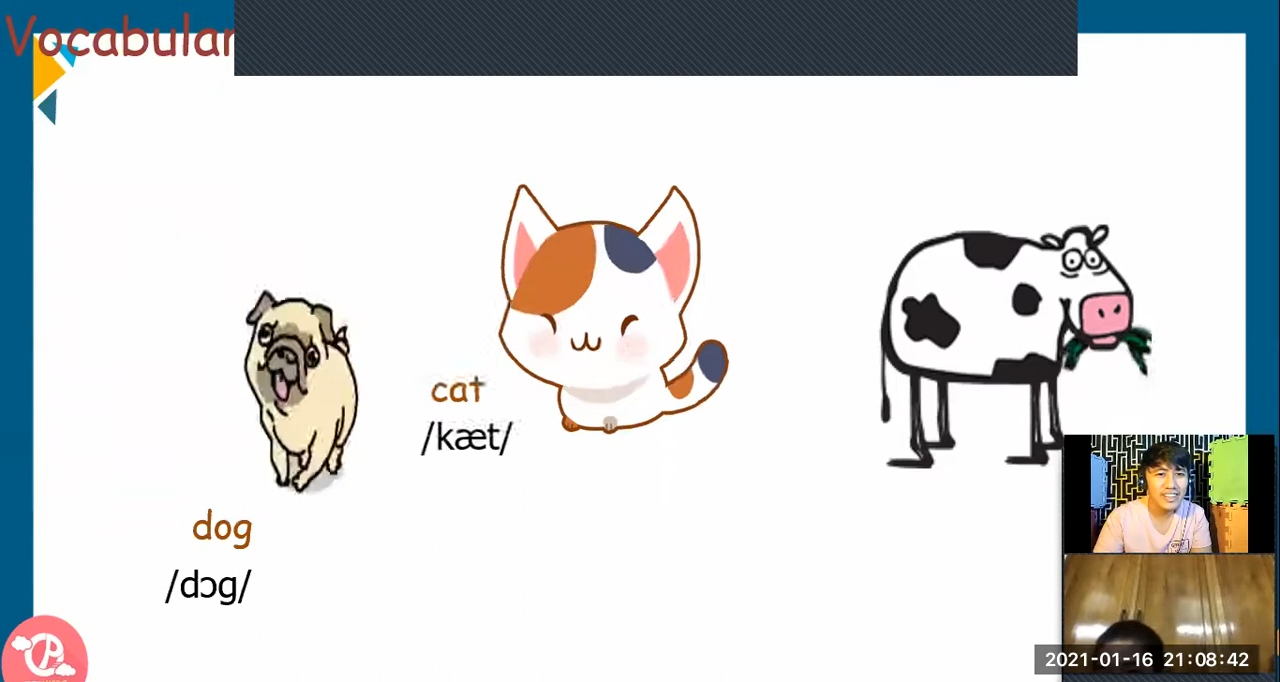 Vocabular
cat
/kæt/
dog
/dɔg/
2021-01-16 21:08:42